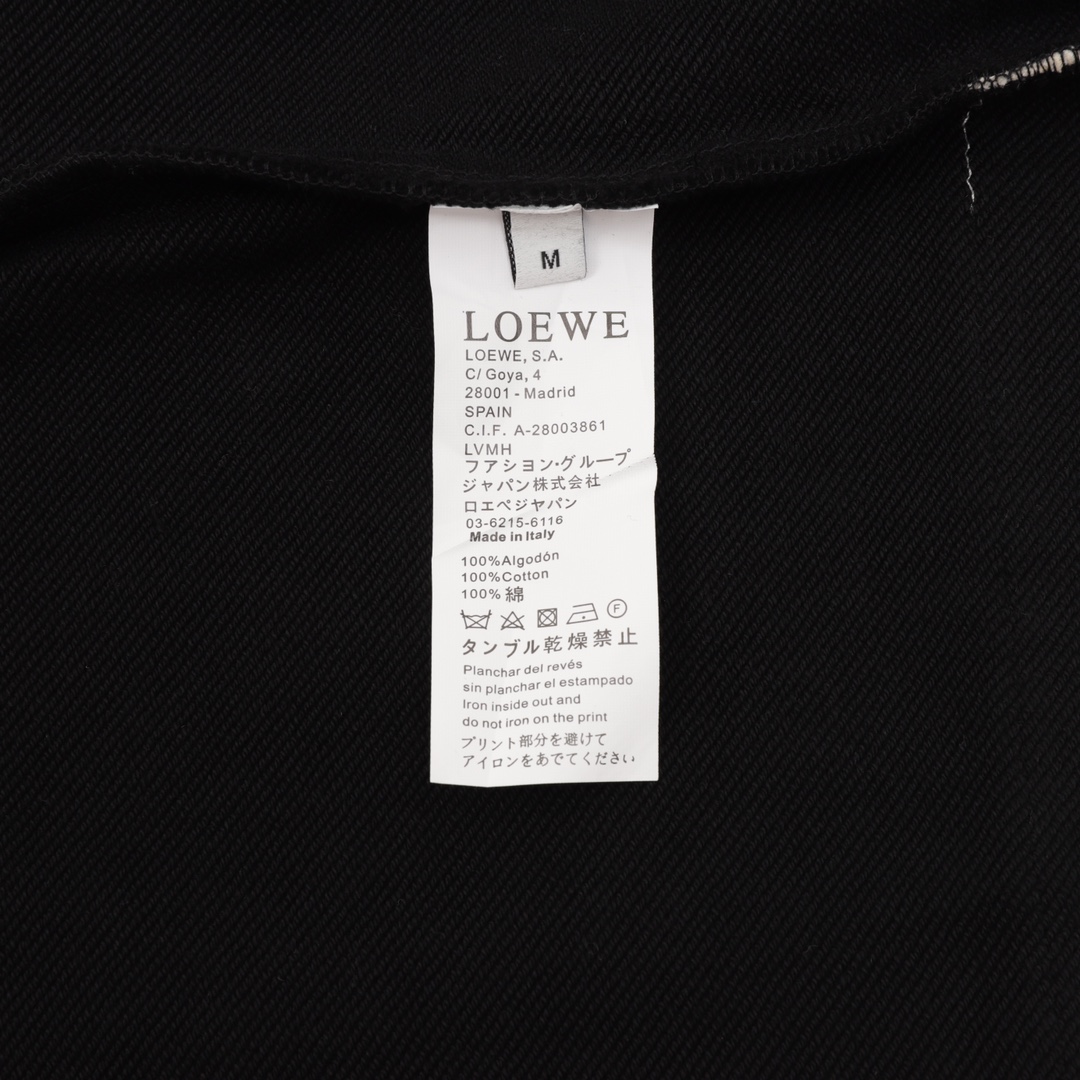 M
LOEWE
LOEWE, S.A.
C/ Goya, 4
28001 - Madrid
SPAIN
C.I.F. A-28003861
LVMH
フアシヨン・グループ
ジャパン株式会社
ロエペジヤパン
03-6215-6116
Made in Italy
100%Algodón
100%Cotton
100% 綿
F
タンブル乾燥禁止
Planchar del revés
sin planchar el estampado
Iron inside out and
do not iron on the print
プリント部分を避けて
アイロンをあでてください